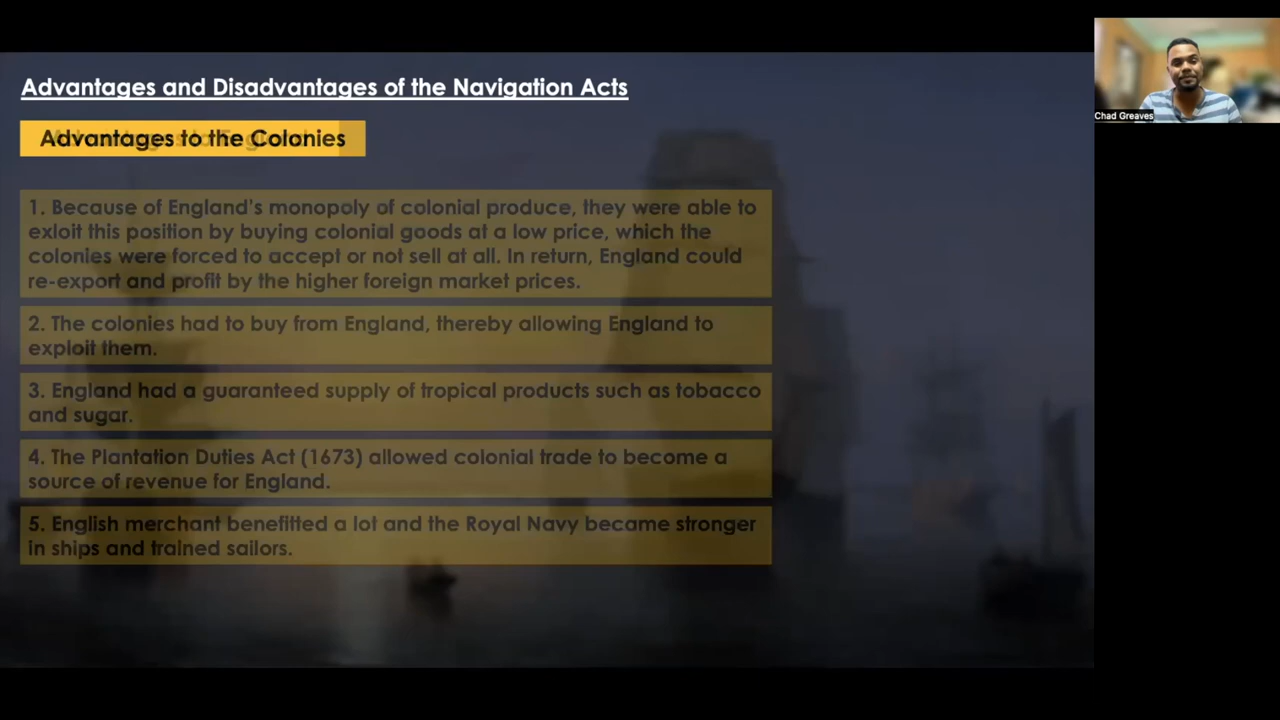 Advantages and Disadvantages of the Navigation Acts
Advantages to the Colonies
1. Because of England's monopoly of colonial produce, they were able to
exloit this position by buying colonial goods at a low price, which the
colonies were forced to accept or not sell at all. In return, England could
re-export and profit by the higher foreign market prices.
2. The colonies had to buy from England, thereby allowing England to
exploit them.
3. England had a guaranteed supply of tropical products such as tobacco
and sugar.
4. The Plantation Duties Act (1673) allowed colonial trade to become a
source of revenue for England.
5. English merchant benefitted a lot and the Royal Navy became stronger
in ships and trained sailors.
Chad Greaves